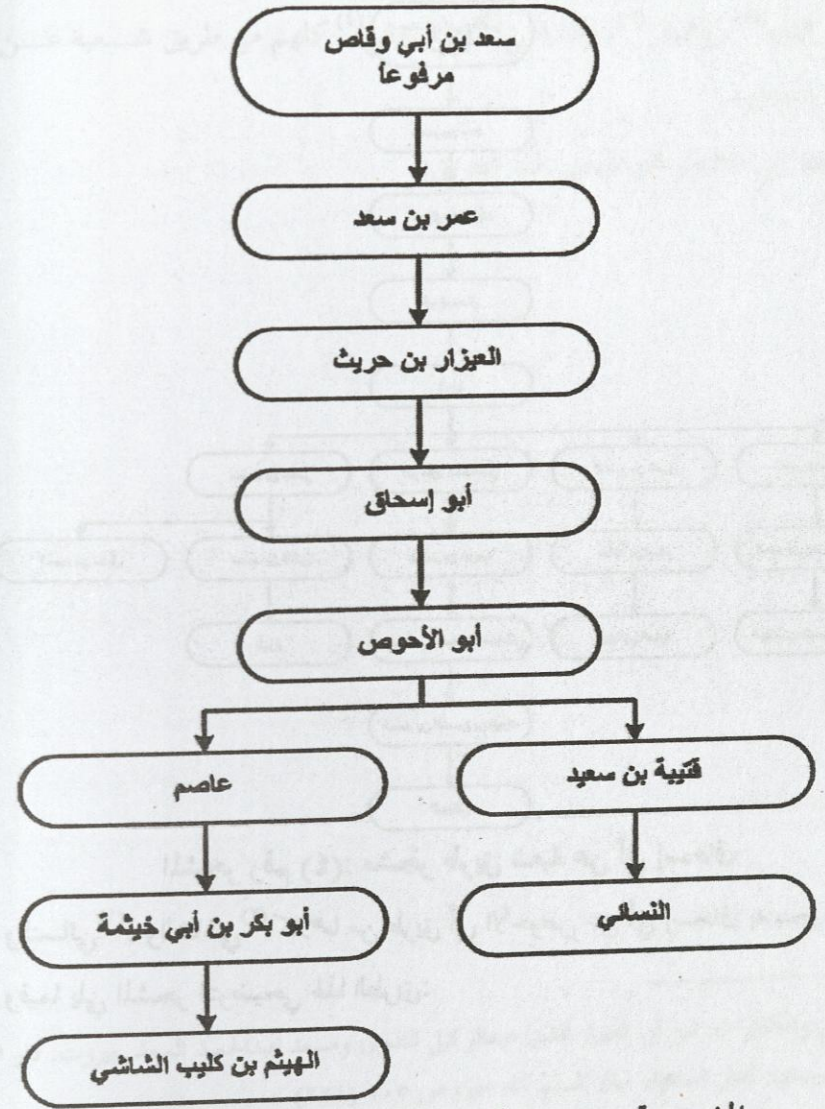 سعد بن أبي وقاص
مرفوعاً
عمر بن سعد
العيزار بن حريث
أبو إسحاق
أبو الأحوص
قتيبة بن سعيد
عاصم
النسائي
أبو بكر بن أبي خيثمة
الهيثم بن كليب الشاشي